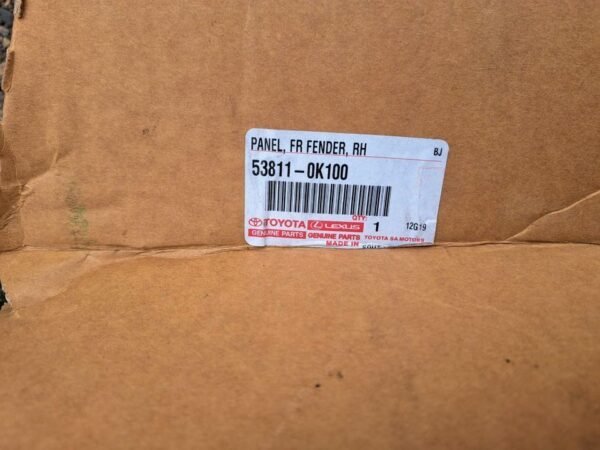 PANEL, FR FENDER, RH BJ
53811-0K100
QTY.
TOYOTA LEXUS 1 12G19
GENUINE PARTS GENUINE PARTS TOYOTA SA MOTORS
MADE IN